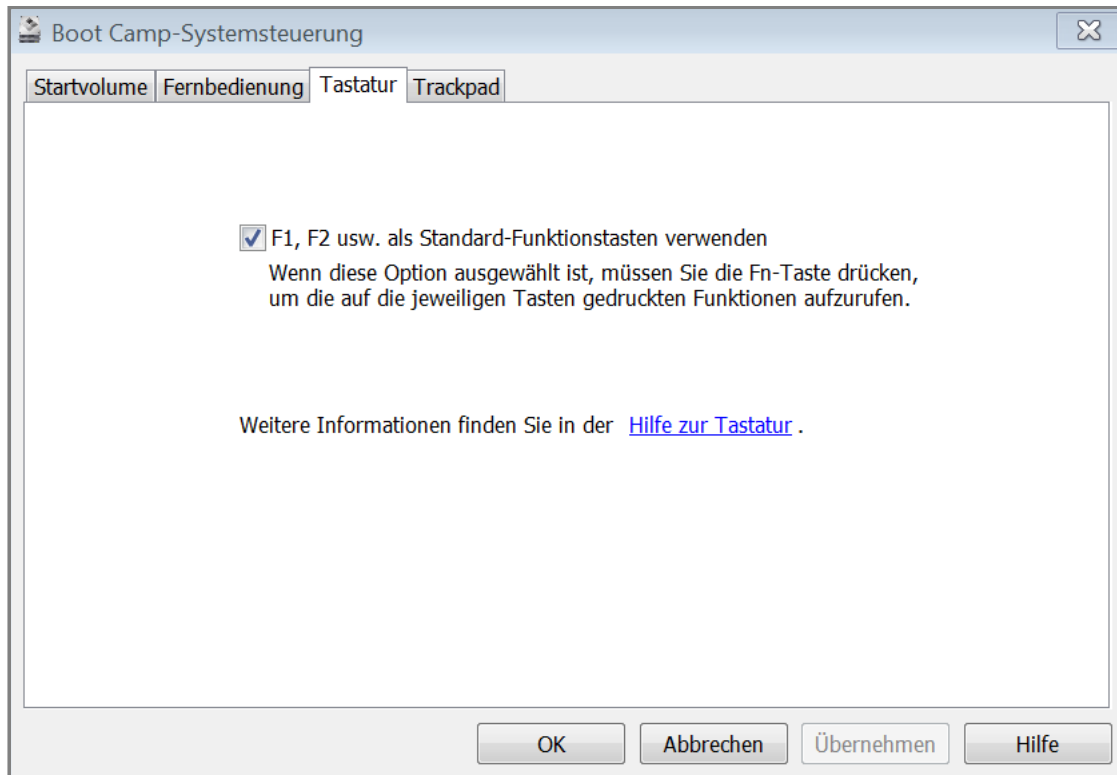 Boot Camp-Systemsteuerung
Startvolume Fernbedienung Tastatur Trackpad
F1, F2 usw. als Standard-Funktionstasten verwenden
Wenn diese Option ausgewählt ist, müssen Sie die Fn-Taste drücken,
um die auf die jeweiligen Tasten gedruckten Funktionen aufzurufen.
Weitere Informationen finden Sie in der Hilfe zur Tastatur .
OK Abbrechen Übernehmen Hilfe